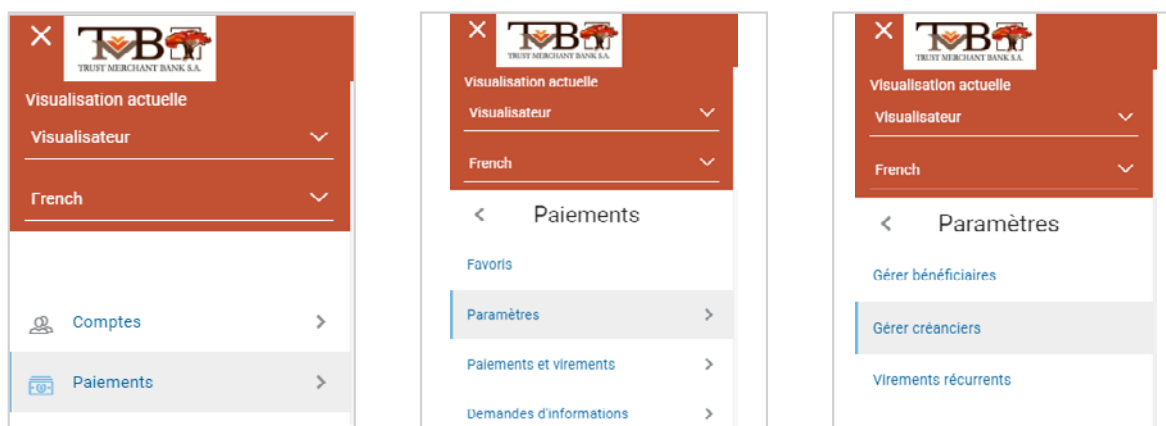 TMB
TRUST MERCHANT BANK S.A.
Visualisation actuelle
Visualisateur
French
Comptes
Paiements
TMB
TRUST MERCHANT BANK S.A.
Visualisation actuelle
Visualisateur
French
Paiements
Favoris
Paramètres
Paiements et virements
Demandes d'informations
TMB
TRUST MERCHANT BANK S.A.
Visualisation actuelle
Visualisateur
French
Paramètres
Gérer bénéficiaires
Gérer créanciers
Virements récurrents